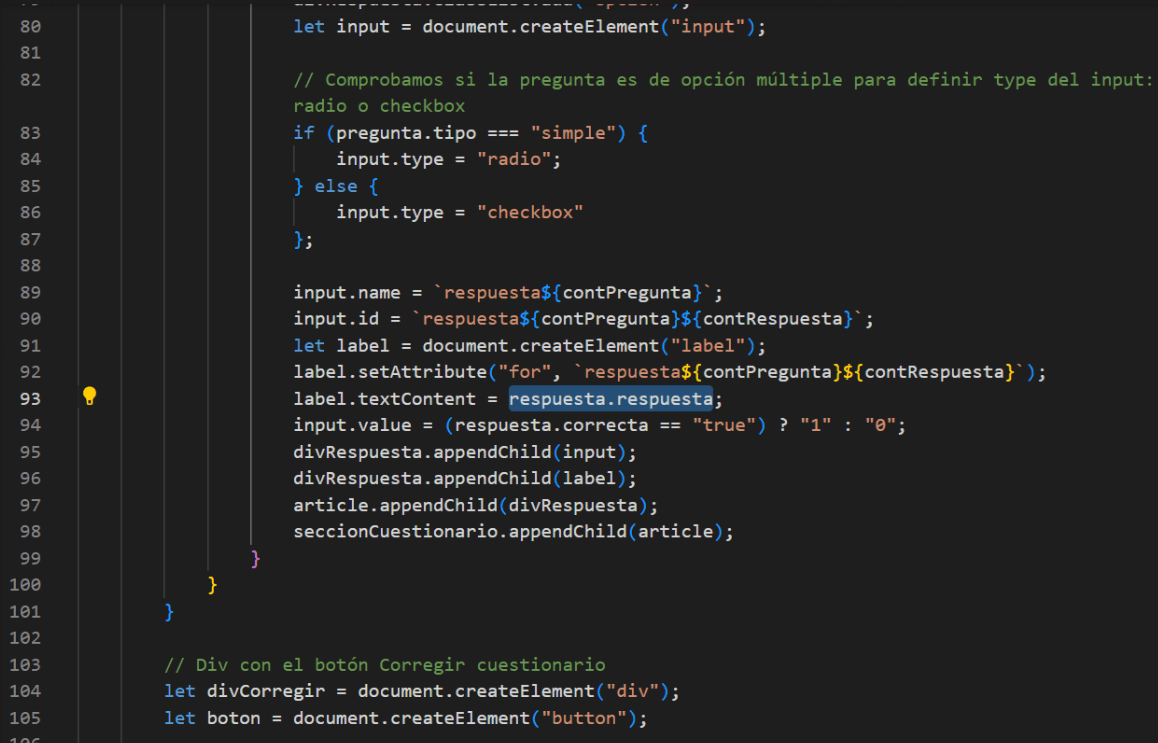 80 let input = document.createElement("input");
81
82 // Comprobamos si la pregunta es de opción múltiple para definir type del input:
radio o checkbox
83 if (pregunta.tipo === "simple") {
84 input.type = "radio";
85 } else {
86 input.type = "checkbox"
87 };
88
89 input.name = `respuesta${contPregunta}`;
90 input.id = `respuesta${contPregunta}${contRespuesta}`;
91 let label = document.createElement("label");
92 label.setAttribute("for", `respuesta${contPregunta}${contRespuesta}`);
93 label.textContent = respuesta.respuesta;
94 input.value = (respuesta.correcta == "true") ? "1" : "0";
95 divRespuesta.appendChild(input);
96 divRespuesta.appendChild(label);
97 article.appendChild(divRespuesta);
98 seccionCuestionario.appendChild(article);
99 }
100 }
101 }
102
103 // Div con el botón Corregir cuestionario
104 let divCorregir = document.createElement("div");
105 let boton = document.createElement("button");